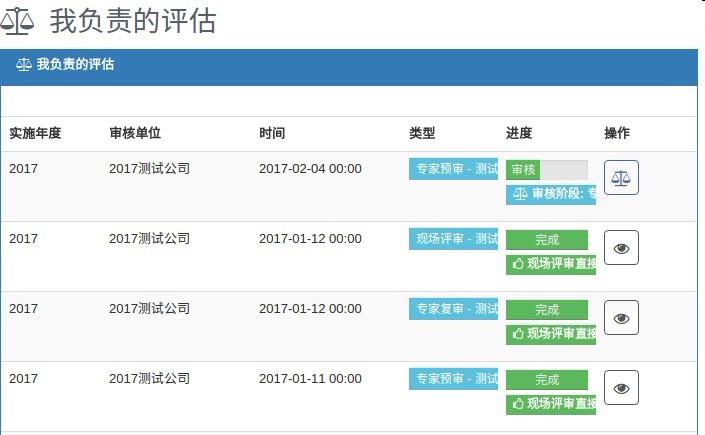 我负责的评估
我负责的评估
实施年度 审核单位 时间 类型 进度 操作
2017 2017测试公司 2017-02-04 00:00 专家预审 - 测试 审核
审核阶段: 专
2017 2017测试公司 2017-01-12 00:00 现场评审 - 测试 完成
现场评审直接
2017 2017测试公司 2017-01-12 00:00 专家复审 - 测试 完成
现场评审直接
2017 2017测试公司 2017-01-11 00:00 专家预审 - 测试 完成
现场评审直接